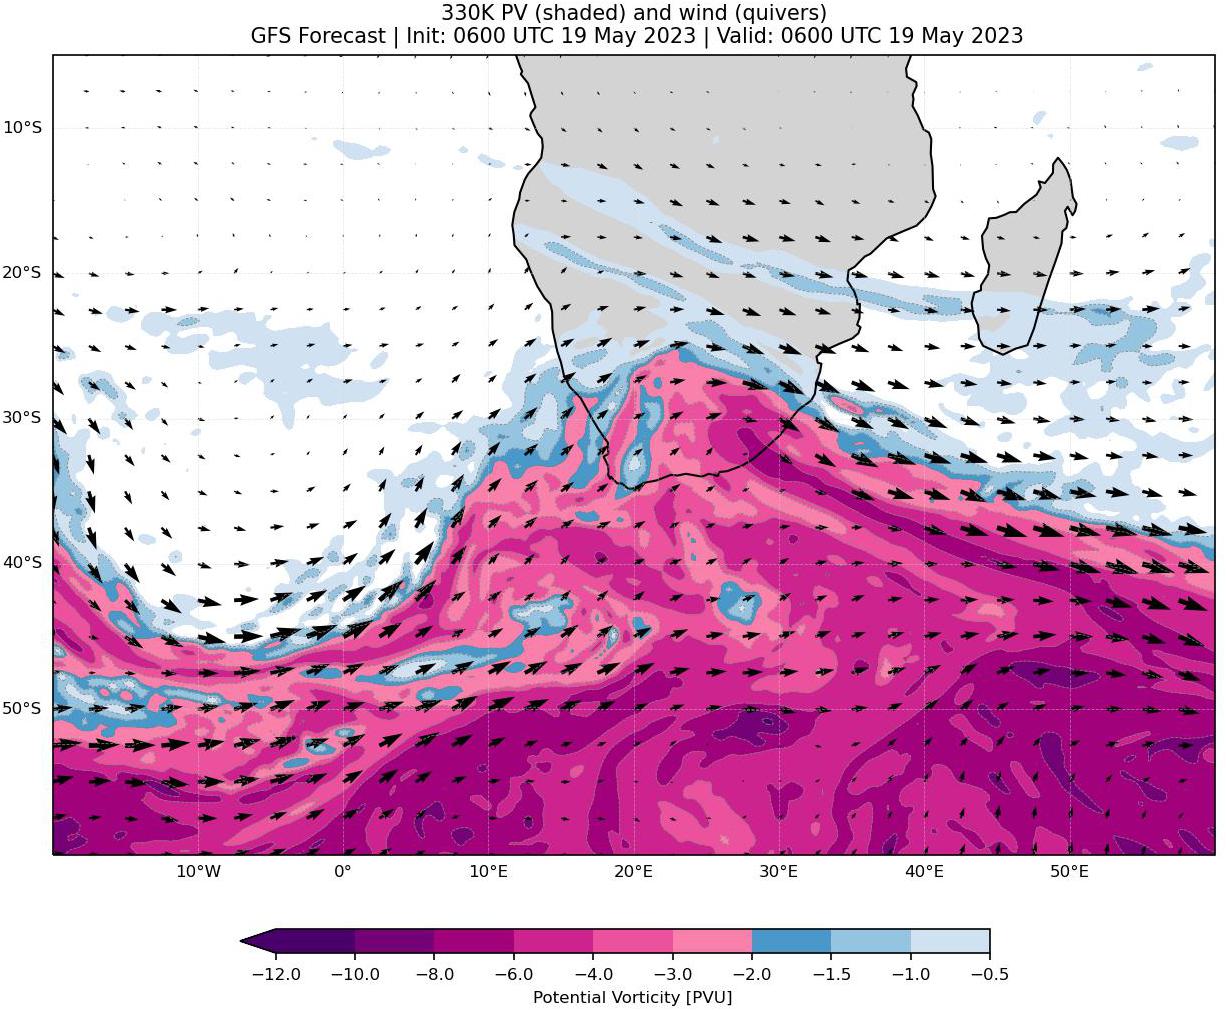 330K PV (shaded) and wind (quivers)
GFS Forecast | Init: 0600 UTC 19 May 2023 | Valid: 0600 UTC 19 May 2023
10°S
20°S
30°S
40°S
50°S
10°W 0° 10°E 20°E 30°E 40°E 50°E
−12.0 −10.0 −8.0 −6.0 −4.0 −3.0 −2.0 −1.5 −1.0 −0.5
Potential Vorticity [PVU]